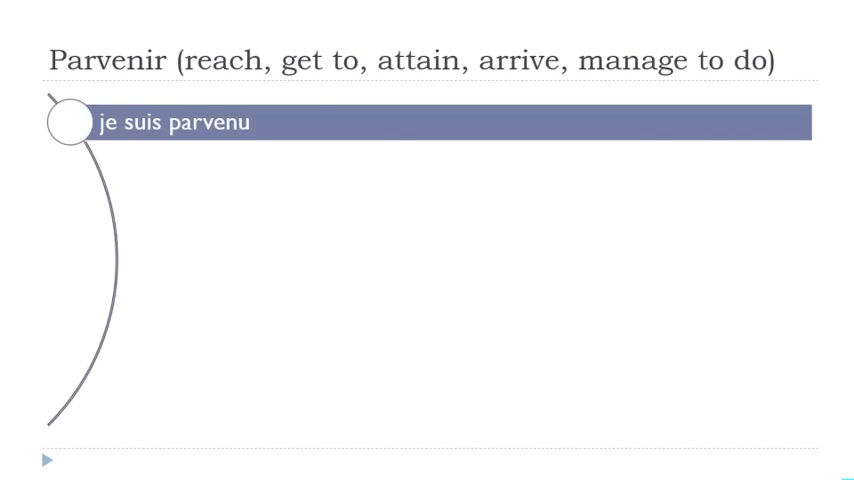 Parvenir (reach, get to, attain, arrive, manage to do)
je suis parvenu